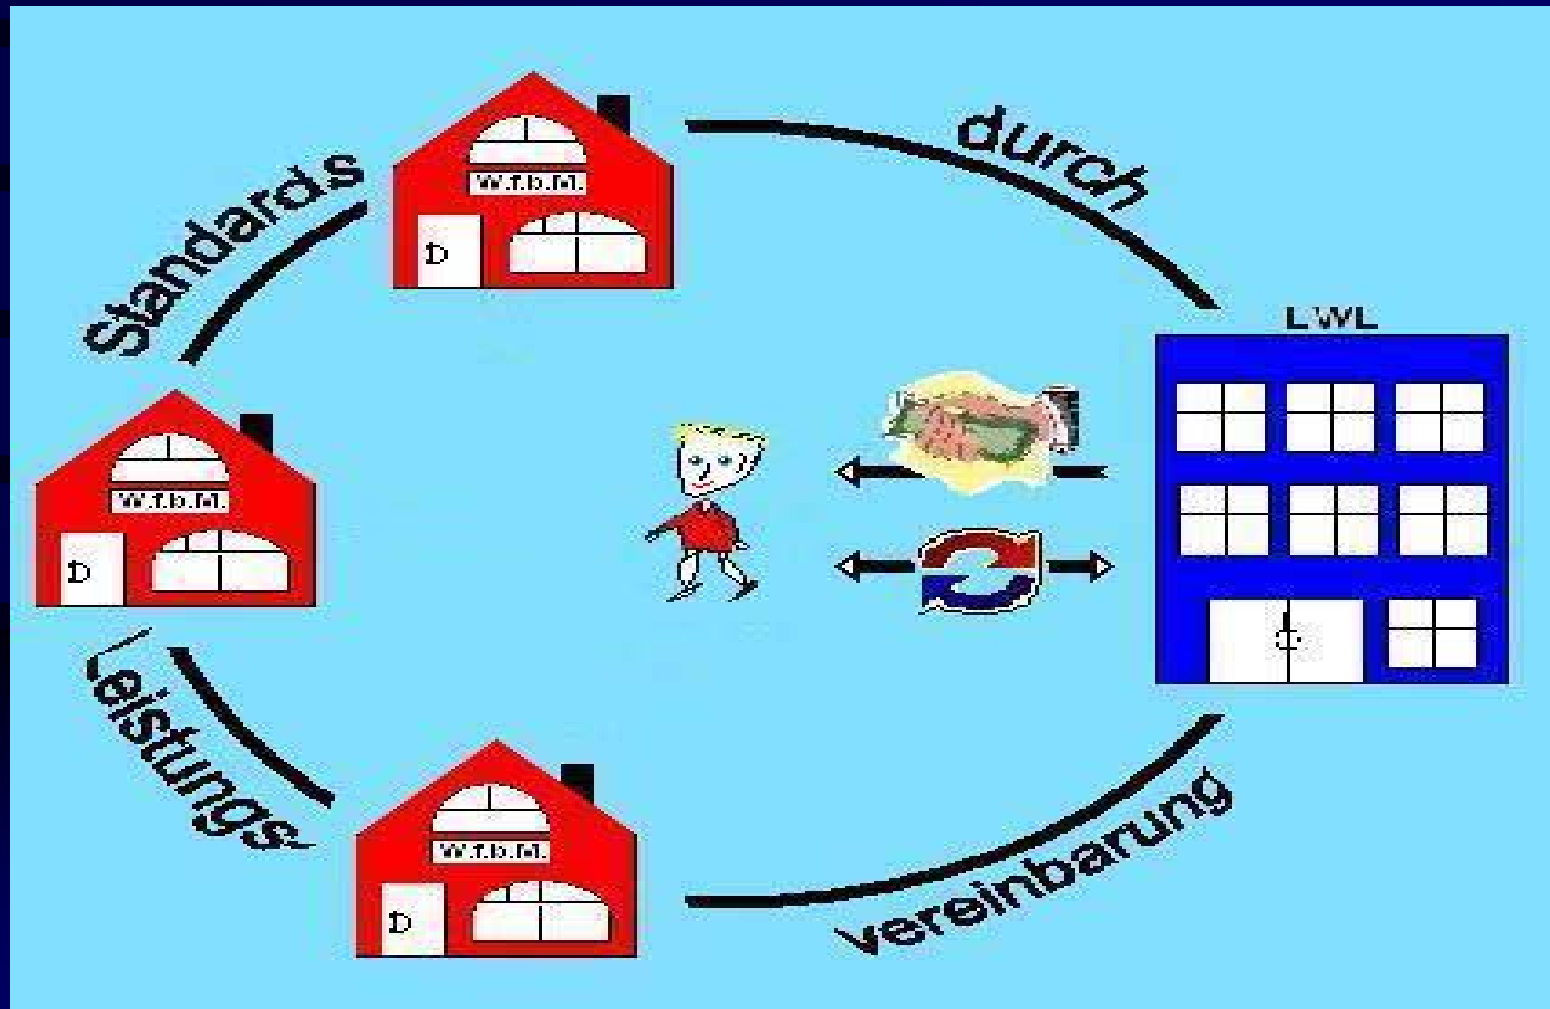 Standards
durch
W.f.b.M.
D
LWL
W.f.b.M.
D
Leistungs-
vereinbarung
W.f.b.M.
D